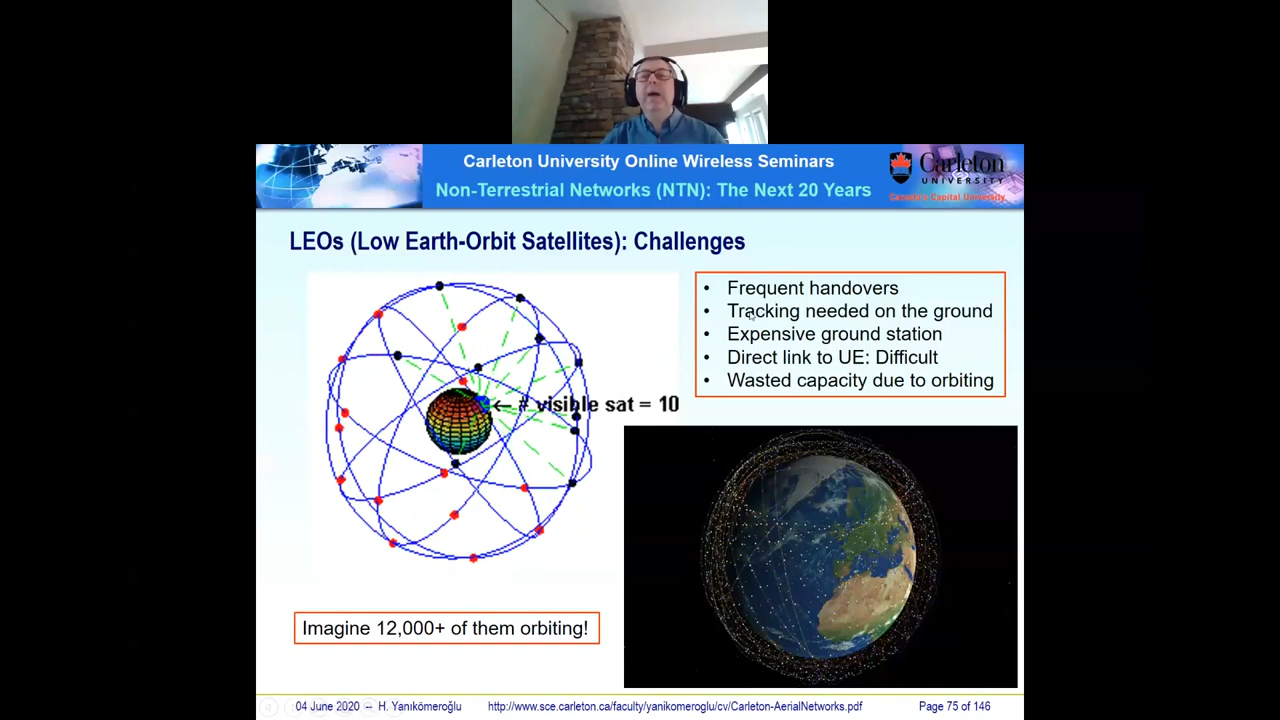 Carleton University Online Wireless Seminars
Non-Terrestrial Networks (NTN): The Next 20 Years
Carleton
UNIVERSITY
Canada's Capital University
LEOs (Low Earth-Orbit Satellites): Challenges
• Frequent handovers
• Tracking needed on the ground
• Expensive ground station
• Direct link to UE: Difficult
• Wasted capacity due to orbiting
← # visible sat = 10
Imagine 12,000+ of them orbiting!
04 June 2020 -- H. Yanıkömeroğlu
http://www.sce.carleton.ca/faculty/yanikomeroglu/cv/Carleton-AerialNetworks.pdf
Page 75 of 146